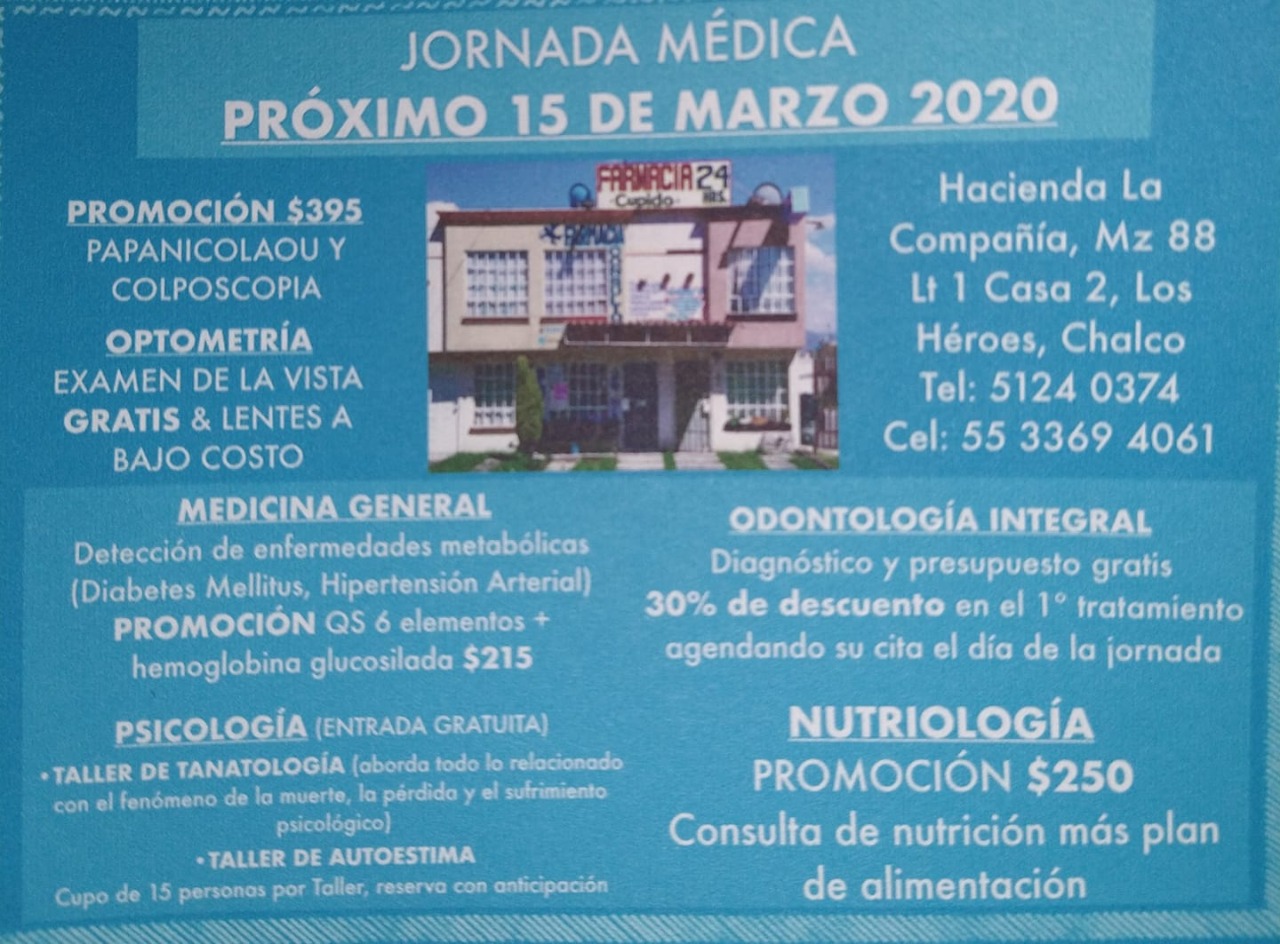 JORNADA MÉDICA
PRÓXIMO 15 DE MARZO 2020
PROMOCIÓN $395
PAPANICOLAOU Y
COLPOSCOPIA
OPTOMETRÍA
EXAMEN DE LA VISTA
GRATIS & LENTES A
BAJO COSTO
FARMACIA 24
Cupido
Hrs.
FARMACIA
Hacienda La
Compañía, Mz 88
Lt 1 Casa 2, Los
Héroes, Chalco
Tel: 5124 0374
Cel: 55 3369 4061
MEDICINA GENERAL
Detección de enfermedades metabólicas
(Diabetes Mellitus, Hipertensión Arterial)
PROMOCIÓN QS 6 elementos +
hemoglobina glucosilada $215
ODONTOLOGÍA INTEGRAL
Diagnóstico y presupuesto gratis
30% de descuento en el 1° tratamiento
agendando su cita el día de la jornada
PSICOLOGÍA (ENTRADA GRATUITA)
•TALLER DE TANATOLOGÍA (aborda todo lo relacionado
con el fenómeno de la muerte, la pérdida y el sufrimiento
psicológico)
•TALLER DE AUTOESTIMA
Cupo de 15 personas por Taller, reserva con anticipación
NUTRIOLOGÍA
PROMOCIÓN $250
Consulta de nutrición más plan
de alimentación